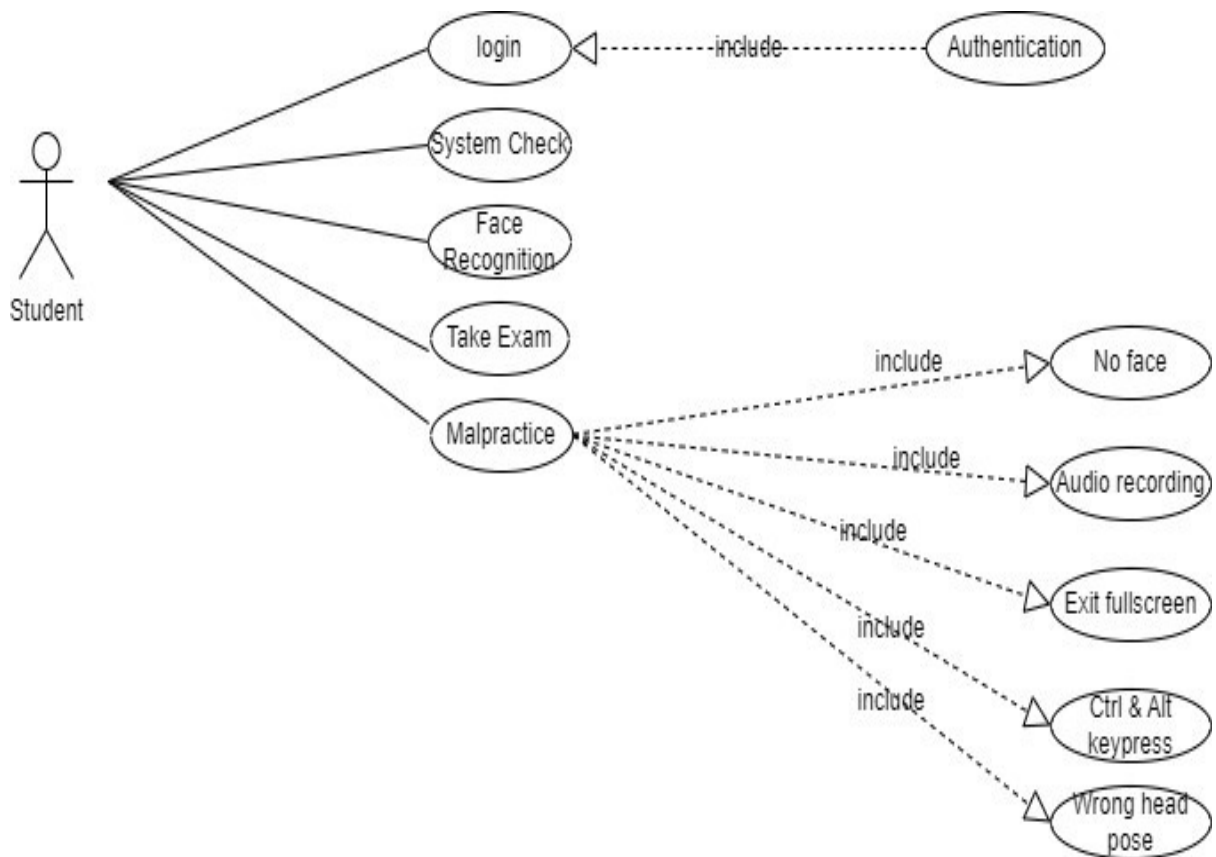 login
include
Authentication
System Check
Face
Recognition
Student
Take Exam
include
No face
Malpractice
include
Audio recording
include
Exit fullscreen
include
Ctrl & Alt
keypress
include
Wrong head
pose